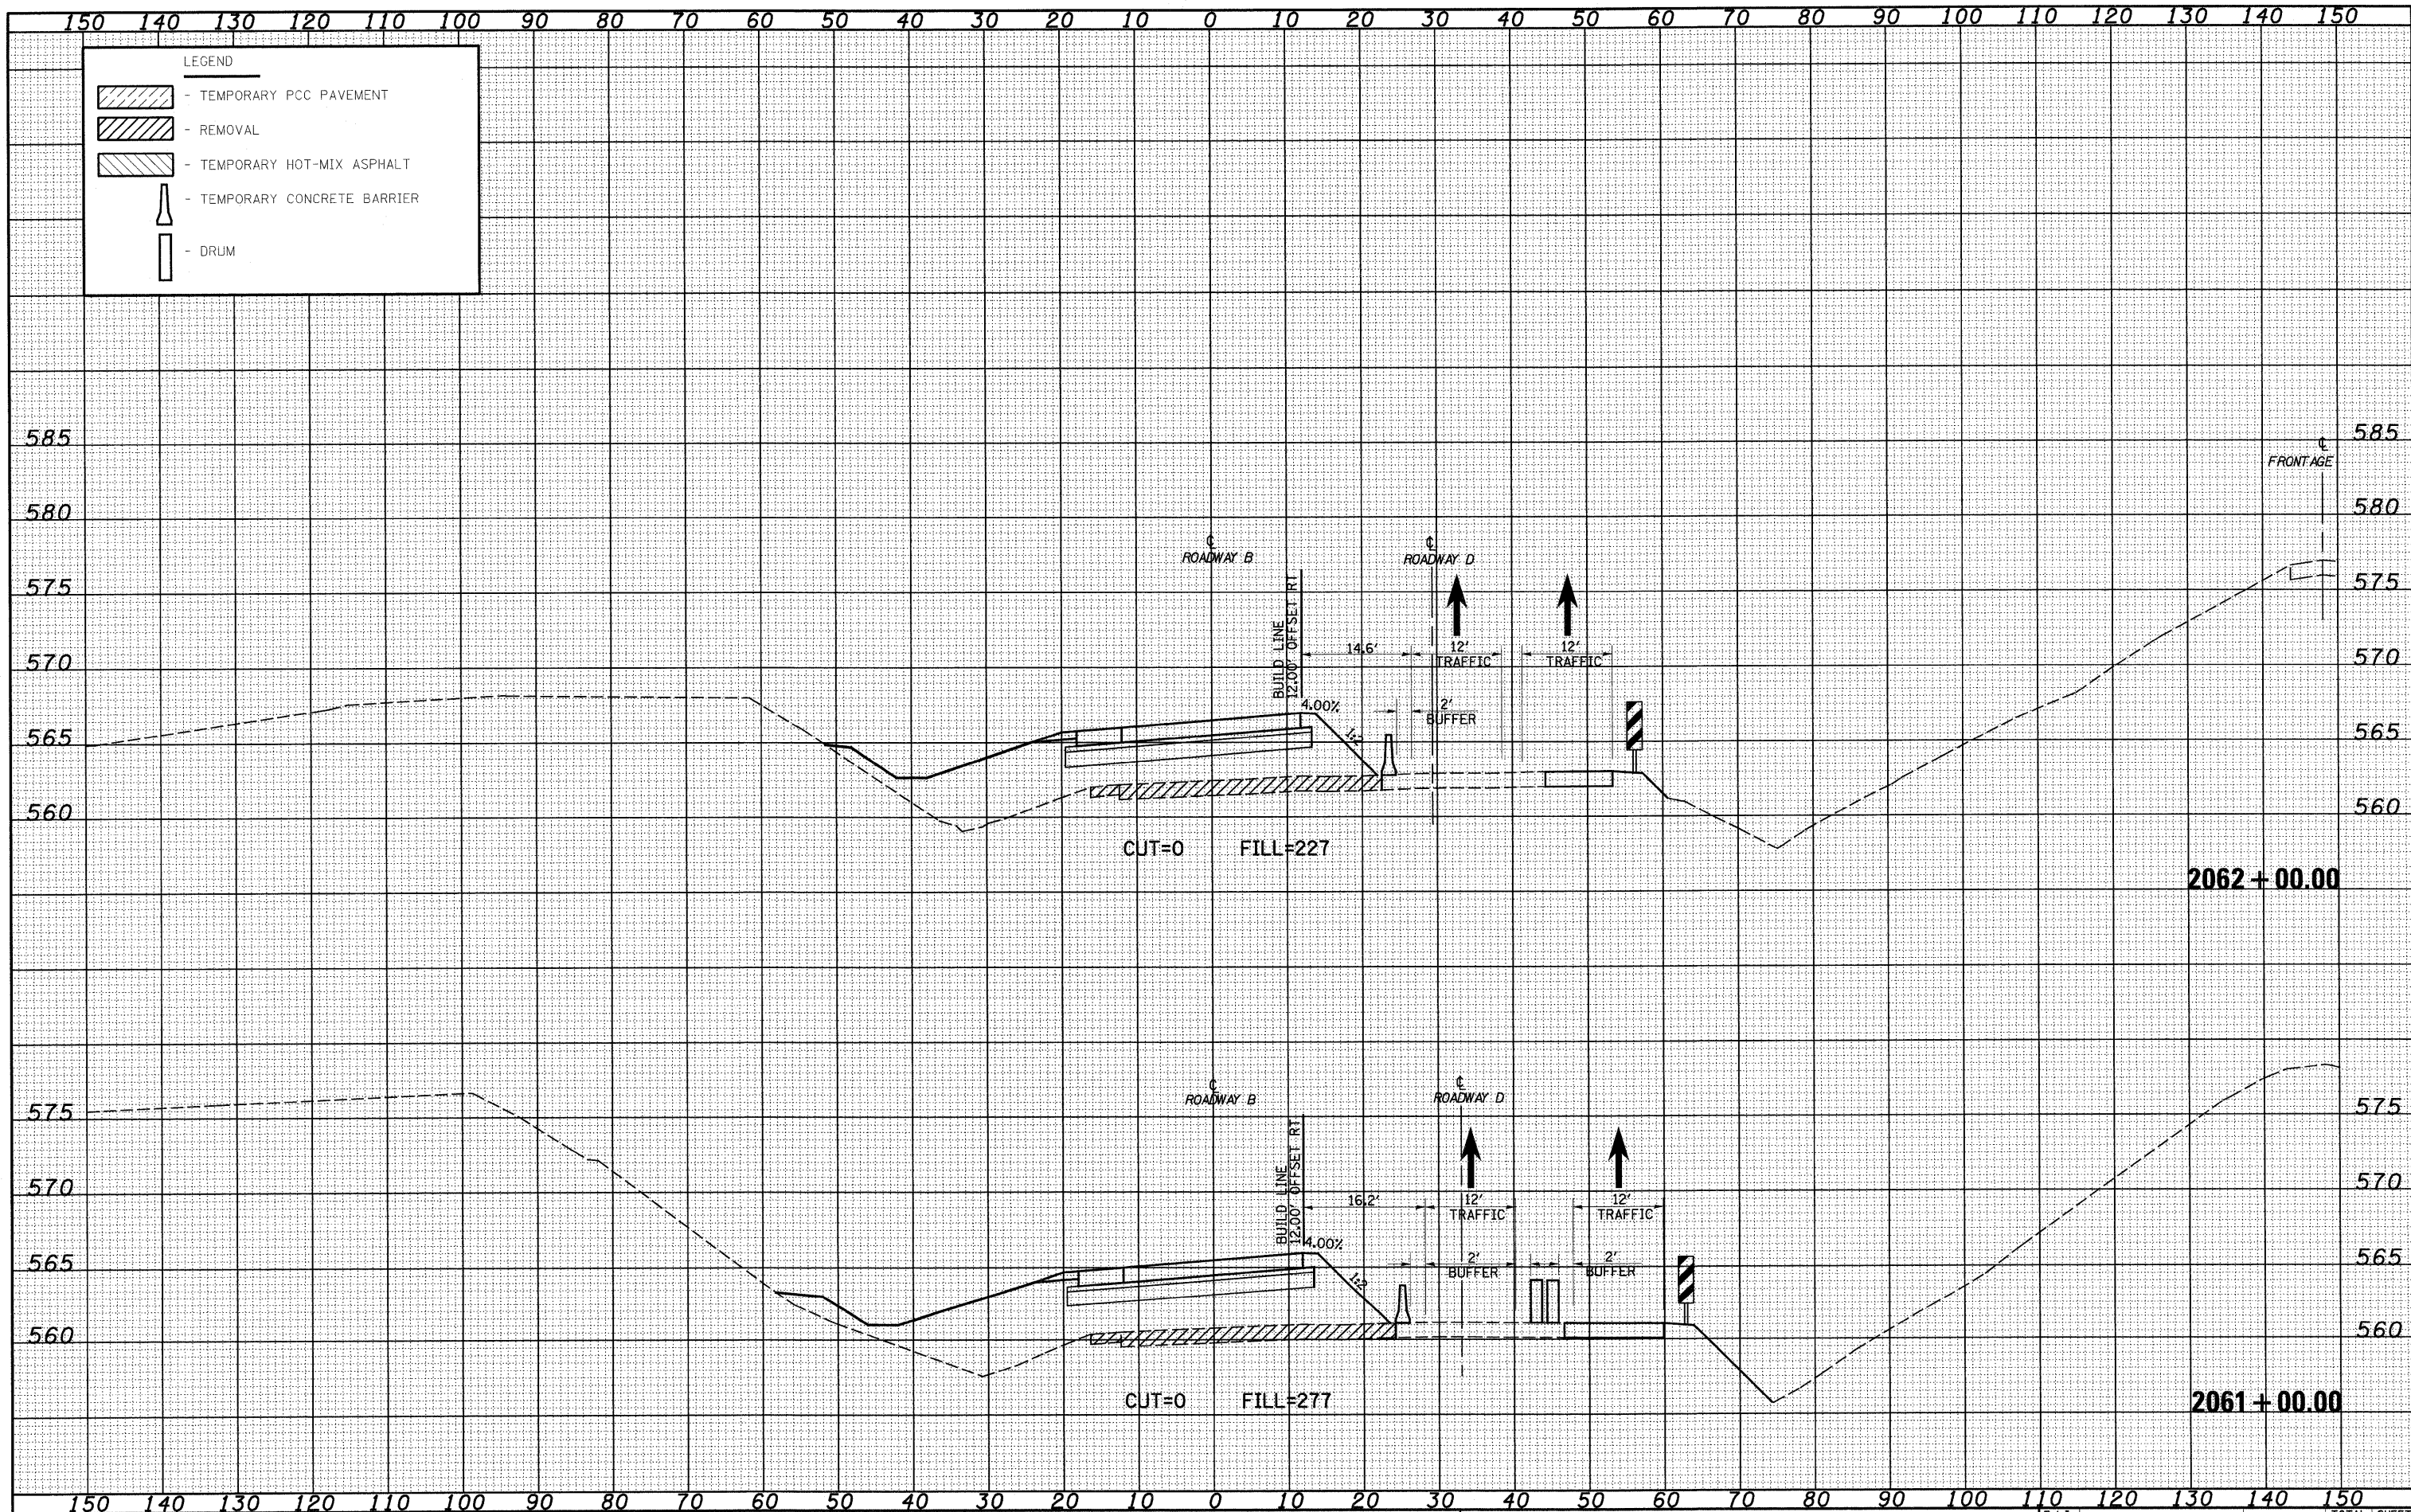 150 140 130 120 110 100 90 80 70 60 50 40 30 20 10 0 10 20 30 40 50 60 70 80 90 100 110 120 130 140 150
LEGEND
- TEMPORARY PCC PAVEMENT
- REMOVAL
- TEMPORARY HOT-MIX ASPHALT
- TEMPORARY CONCRETE BARRIER
- DRUM
585 585
℄
FRONTAGE
580 580
℄
ROADWAY B
℄
ROADWAY D
575 575
BUILD LINE
12.00' OFFSET RT
14.6' 12' 12'
TRAFFIC TRAFFIC
570 570
4.00% 2'
BUFFER
1:2
565 565
560 560
CUT=0 FILL=227
2062+00.00
℄
ROADWAY B
℄
ROADWAY D
575 575
BUILD LINE
12.00' OFFSET RT
570 570
16.2' 12' 12'
TRAFFIC TRAFFIC
4.00%
2' 2'
BUFFER BUFFER
1:2
565 565
560 560
CUT=0 FILL=277
2061+00.00
150 140 130 120 110 100 90 80 70 60 50 40 30 20 10 0 10 20 30 40 50 60 70 80 90 100 110 120 130 140 150